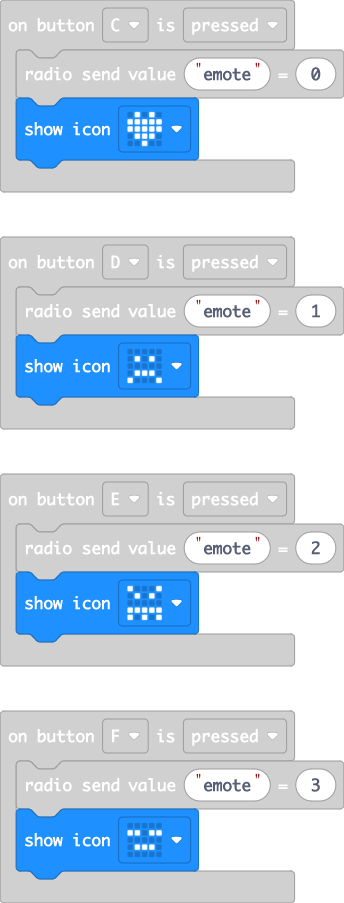 on button C is pressed
radio send value "emote" = 0
show icon
on button D is pressed
radio send value "emote" = 1
show icon
on button E is pressed
radio send value "emote" = 2
show icon
on button F is pressed
radio send value "emote" = 3
show icon